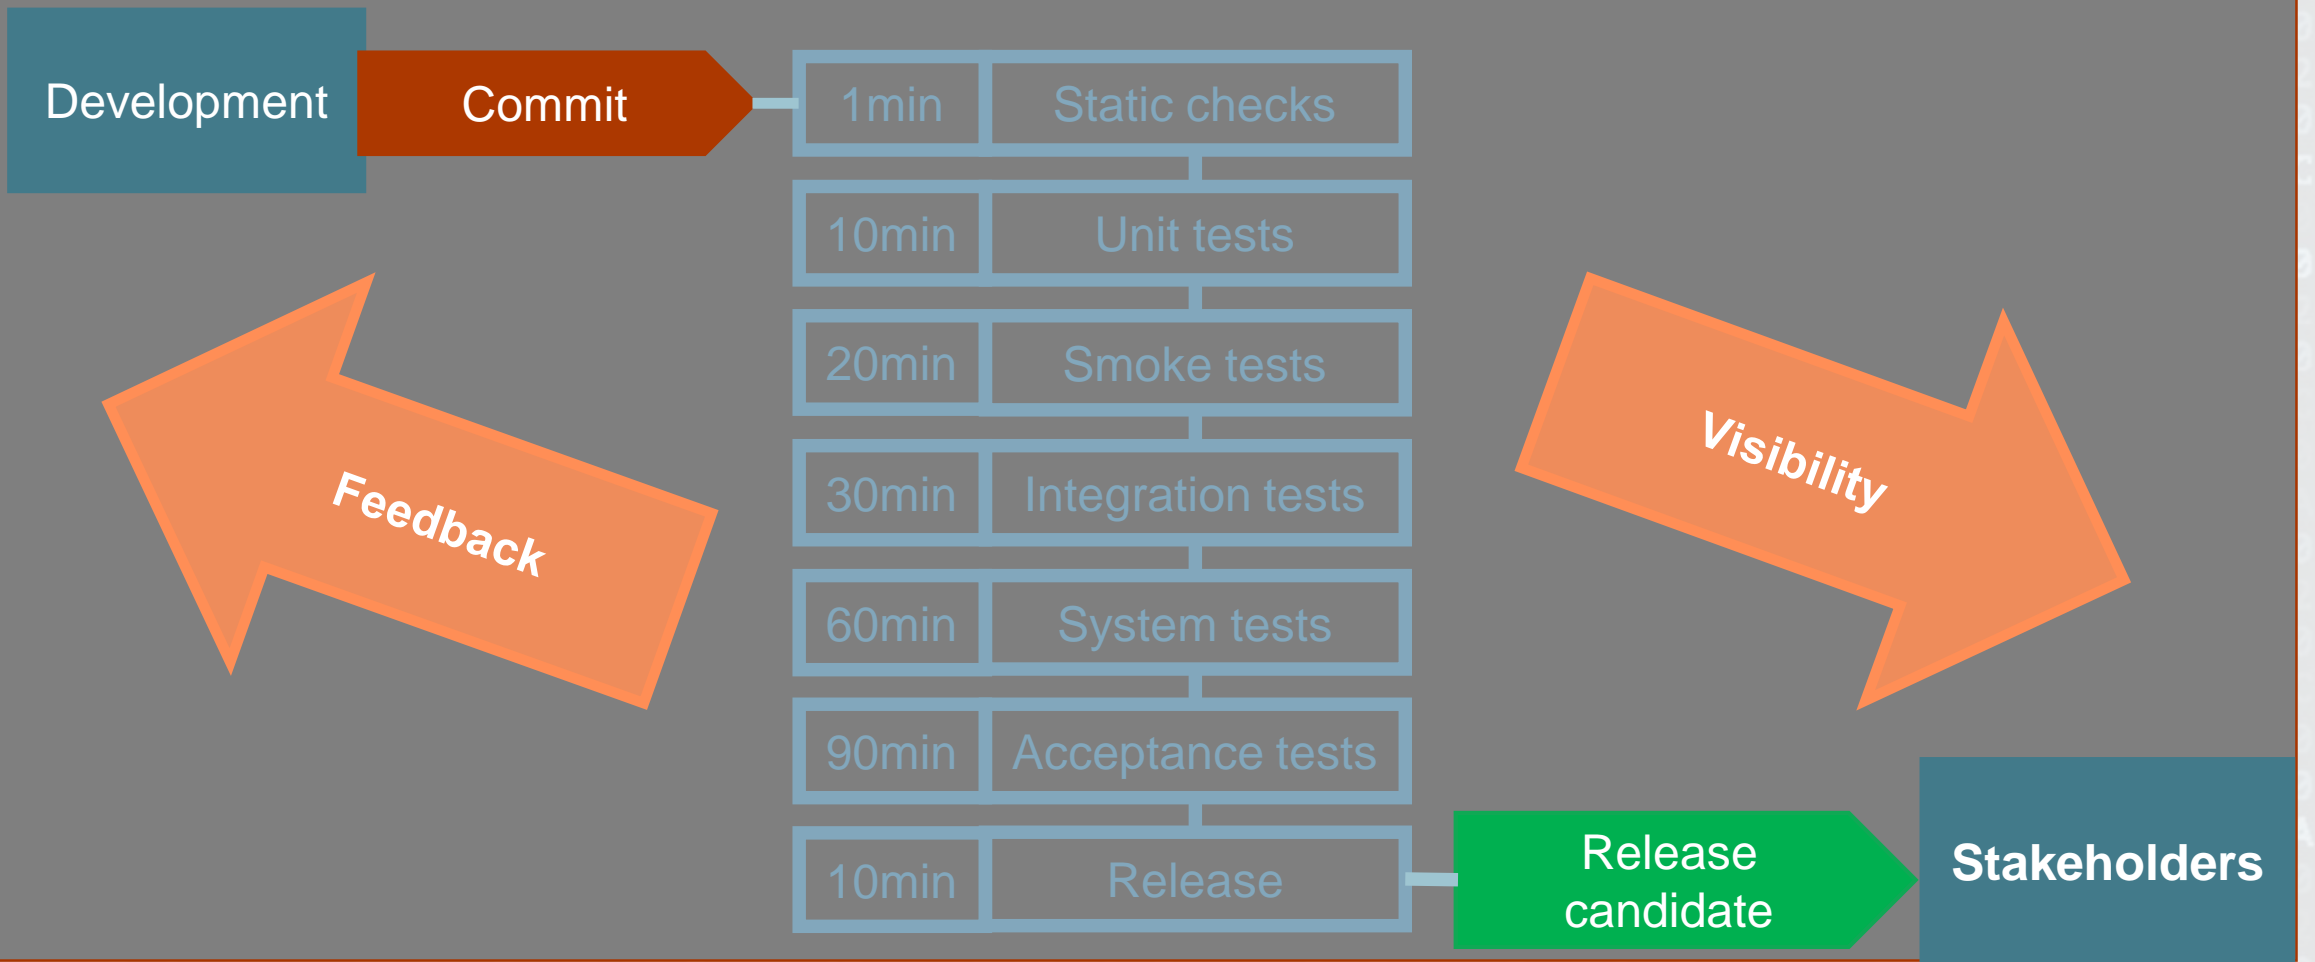 Development
Commit
1min
Static checks
10min
Unit tests
20min
Smoke tests
30min
Integration tests
60min
System tests
90min
Acceptance tests
10min
Release
Feedback
Visibility
Release
candidate
Stakeholders